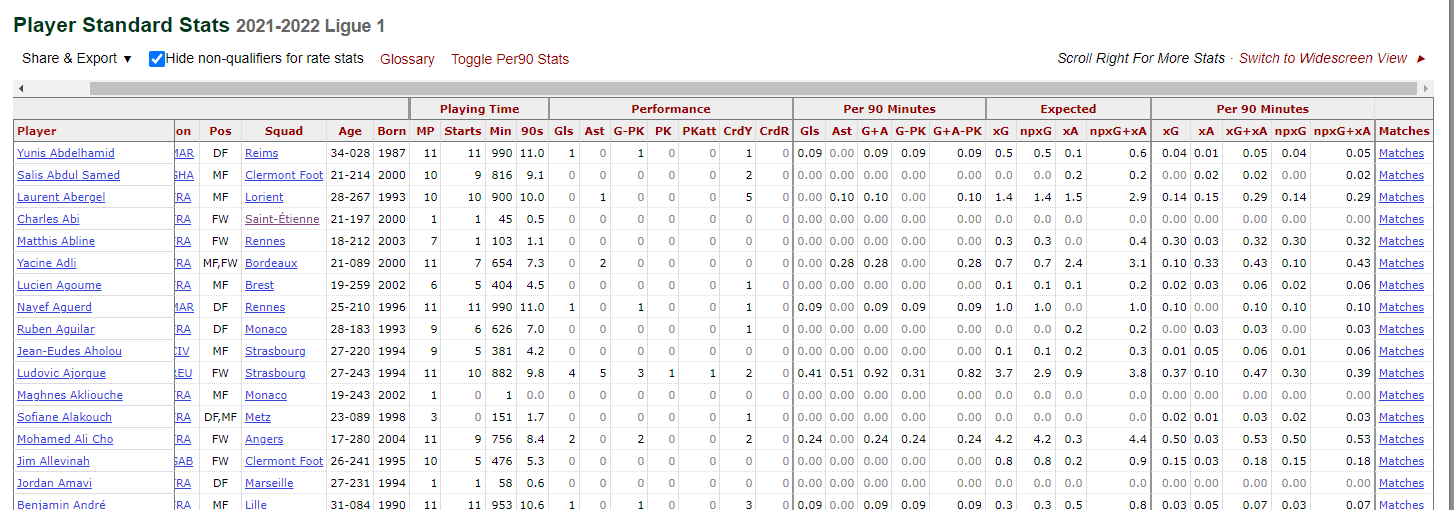 Player Standard Stats 2021-2022 Ligue 1
Share & Export ▼ Hide non-qualifiers for rate stats Glossary Toggle Per90 Stats Scroll Right For More Stats · Switch to Widescreen View ►
Playing Time Performance Per 90 Minutes Expected Per 90 Minutes
Player on Pos Squad Age Born MP Starts Min 90s Gls Ast G-PK PK PKatt CrdY CrdR Gls Ast G+A G-PK G+A-PK xG npxG xA npxG+xA xG xA xG+xA npxG npxG+xA Matches
Yunis Abdelhamid MAR DF Reims 34-028 1987 11 11 990 11.0 1 0 1 0 0 1 0 0.09 0.00 0.09 0.09 0.09 0.5 0.5 0.1 0.6 0.04 0.01 0.05 0.04 0.05 Matches
Salis Abdul Samed GHA MF Clermont Foot 21-214 2000 10 9 816 9.1 0 0 0 0 0 2 0 0.00 0.00 0.00 0.00 0.00 0.0 0.0 0.2 0.2 0.00 0.02 0.02 0.00 0.02 Matches
Laurent Abergel RA MF Lorient 28-267 1993 10 10 900 10.0 0 1 0 0 0 5 0 0.00 0.10 0.10 0.00 0.10 1.4 1.4 1.5 2.9 0.14 0.15 0.29 0.14 0.29 Matches
Charles Abi RA FW Saint-Étienne 21-197 2000 1 1 45 0.5 0 0 0 0 0 0 0 0.00 0.00 0.00 0.00 0.00 0.0 0.0 0.0 0.0 0.00 0.00 0.00 0.00 0.00 Matches
Matthis Abline RA FW Rennes 18-212 2003 7 1 103 1.1 0 0 0 0 0 0 0 0.00 0.00 0.00 0.00 0.00 0.3 0.3 0.0 0.4 0.30 0.03 0.32 0.30 0.32 Matches
Yacine Adli RA MF,FW Bordeaux 21-089 2000 11 7 654 7.3 0 2 0 0 0 0 0 0.00 0.28 0.28 0.00 0.28 0.7 0.7 2.4 3.1 0.10 0.33 0.43 0.10 0.43 Matches
Lucien Agoume RA MF Brest 19-259 2002 6 5 404 4.5 0 0 0 0 0 1 0 0.00 0.00 0.00 0.00 0.00 0.1 0.1 0.1 0.2 0.02 0.03 0.06 0.02 0.06 Matches
Nayef Aguerd MAR DF Rennes 25-210 1996 11 11 990 11.0 1 0 1 0 0 1 0 0.09 0.00 0.09 0.09 0.09 1.0 1.0 0.0 1.0 0.10 0.00 0.10 0.10 0.10 Matches
Ruben Aguilar RA DF Monaco 28-183 1993 9 6 626 7.0 0 0 0 0 0 1 0 0.00 0.00 0.00 0.00 0.00 0.0 0.0 0.2 0.2 0.00 0.03 0.03 0.00 0.03 Matches
Jean-Eudes Aholou CIV MF Strasbourg 27-220 1994 9 5 381 4.2 0 0 0 0 0 0 0 0.00 0.00 0.00 0.00 0.00 0.1 0.1 0.2 0.3 0.01 0.05 0.06 0.01 0.06 Matches
Ludovic Ajorque REU FW Strasbourg 27-243 1994 11 10 882 9.8 4 5 3 1 1 2 0 0.41 0.51 0.92 0.31 0.82 3.7 2.9 0.9 3.8 0.37 0.10 0.47 0.30 0.39 Matches
Maghnes Akliouche RA MF Monaco 19-243 2002 1 0 1 0.0 0 0 0 0 0 0 0 0.0 0.0 0.0 0.0 Matches
Sofiane Alakouch RA DF,MF Metz 23-089 1998 3 0 151 1.7 0 0 0 0 0 1 0 0.00 0.00 0.00 0.00 0.00 0.0 0.0 0.0 0.0 0.02 0.01 0.03 0.02 0.03 Matches
Mohamed Ali Cho RA FW Angers 17-280 2004 11 9 756 8.4 2 0 2 0 0 2 0 0.24 0.00 0.24 0.24 0.24 4.2 4.2 0.3 4.4 0.50 0.03 0.53 0.50 0.53 Matches
Jim Allevinah GAB FW Clermont Foot 26-241 1995 10 5 476 5.3 0 0 0 0 0 0 0 0.00 0.00 0.00 0.00 0.00 0.8 0.8 0.2 0.9 0.15 0.03 0.18 0.15 0.18 Matches
Jordan Amavi RA DF Marseille 27-231 1994 1 1 58 0.6 0 0 0 0 0 0 0 0.00 0.00 0.00 0.00 0.00 0.0 0.0 0.0 0.0 0.00 0.00 0.00 0.00 0.00 Matches
Benjamin André RA MF Lille 31-084 1990 11 11 953 10.6 1 0 1 0 0 3 0 0.09 0.00 0.09 0.09 0.09 0.3 0.3 0.5 0.8 0.03 0.05 0.07 0.03 0.07 Matches